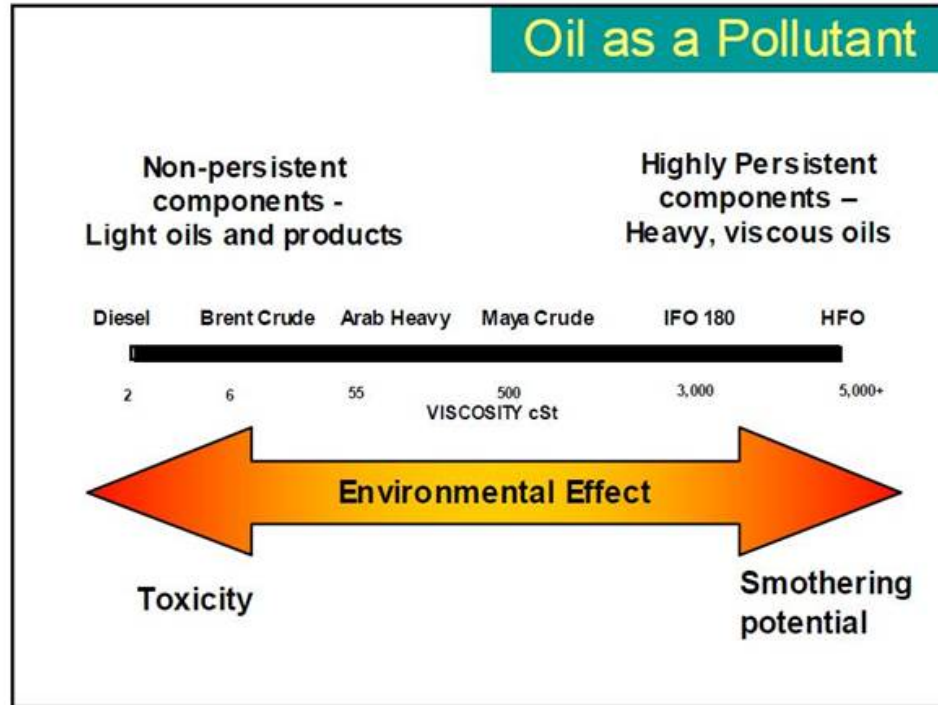 Oil as a Pollutant
Non-persistent
components -
Light oils and products
Highly Persistent
components –
Heavy, viscous oils
Diesel Brent Crude Arab Heavy Maya Crude IFO 180 HFO
2 6 55 500 3,000 5,000+
VISCOSITY cSt
Environmental Effect
Toxicity
Smothering
potential